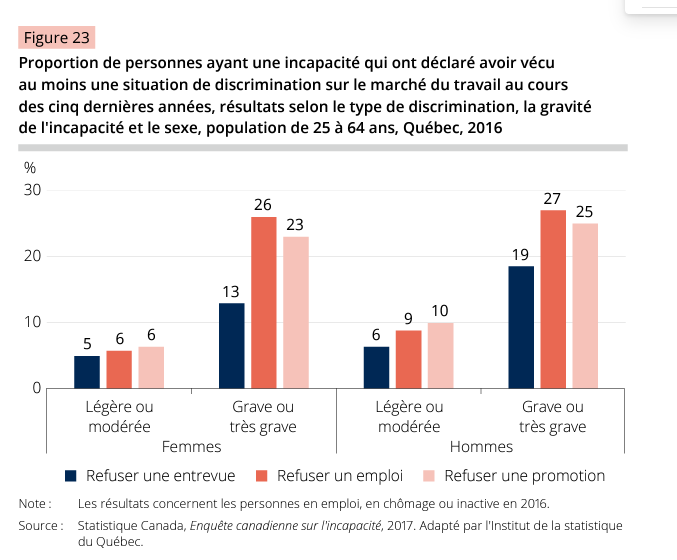 Figure 23
Proportion de personnes ayant une incapacité qui ont déclaré avoir vécu
au moins une situation de discrimination sur le marché du travail au cours
des cinq dernières années, résultats selon le type de discrimination, la gravité
de l'incapacité et le sexe, population de 25 à 64 ans, Québec, 2016
%
30
20
10
0
5 6 6 13 26 23 6 9 10 19 27 25
Légère ou Grave ou Légère ou Grave ou
modérée très grave modérée très grave
Femmes Hommes
Refuser une entrevue Refuser un emploi Refuser une promotion
Note : Les résultats concernent les personnes en emploi, en chômage ou inactive en 2016.
Source : Statistique Canada, Enquête canadienne sur l'incapacité, 2017. Adapté par l'Institut de la statistique
du Québec.